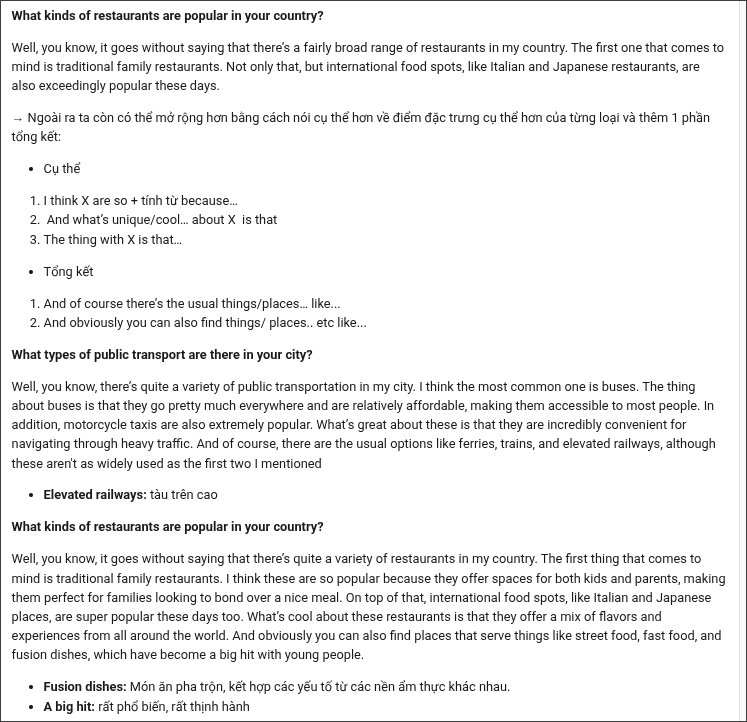 What kinds of restaurants are popular in your country?
Well, you know, it goes without saying that there's a fairly broad range of restaurants in my country. The first one that comes to
mind is traditional family restaurants. Not only that, but international food spots, like Italian and Japanese restaurants, are
also exceedingly popular these days.
→ Ngoài ra ta còn có thể mở rộng hơn bằng cách nói cụ thể hơn về điểm đặc trưng cụ thể hơn của từng loại và thêm 1 phần
tổng kết:
• Cụ thể
1. I think X are so + tính từ because...
2. And what's unique/cool... about X is that
3. The thing with X is that...
• Tổng kết
1. And of course there's the usual things/places... like...
2. And obviously you can also find things/ places.. etc like...
What types of public transport are there in your city?
Well, you know, there's quite a variety of public transportation in my city. I think the most common one is buses. The thing
about buses is that they go pretty much everywhere and are relatively affordable, making them accessible to most people. In
addition, motorcycle taxis are also extremely popular. What's great about these is that they are incredibly convenient for
navigating through heavy traffic. And of course, there are the usual options like ferries, trains, and elevated railways, although
these aren't as widely used as the first two I mentioned
• Elevated railways: tàu trên cao
What kinds of restaurants are popular in your country?
Well, you know, it goes without saying that there's quite a variety of restaurants in my country. The first thing that comes to
mind is traditional family restaurants. I think these are so popular because they offer spaces for both kids and parents, making
them perfect for families looking to bond over a nice meal. On top of that, international food spots, like Italian and Japanese
places, are super popular these days too. What's cool about these restaurants is that they offer a mix of flavors and
experiences from all around the world. And obviously you can also find places that serve things like street food, fast food, and
fusion dishes, which have become a big hit with young people.
• Fusion dishes: Món ăn pha trộn, kết hợp các yếu tố từ các nền ẩm thực khác nhau.
• A big hit: rất phổ biến, rất thịnh hành